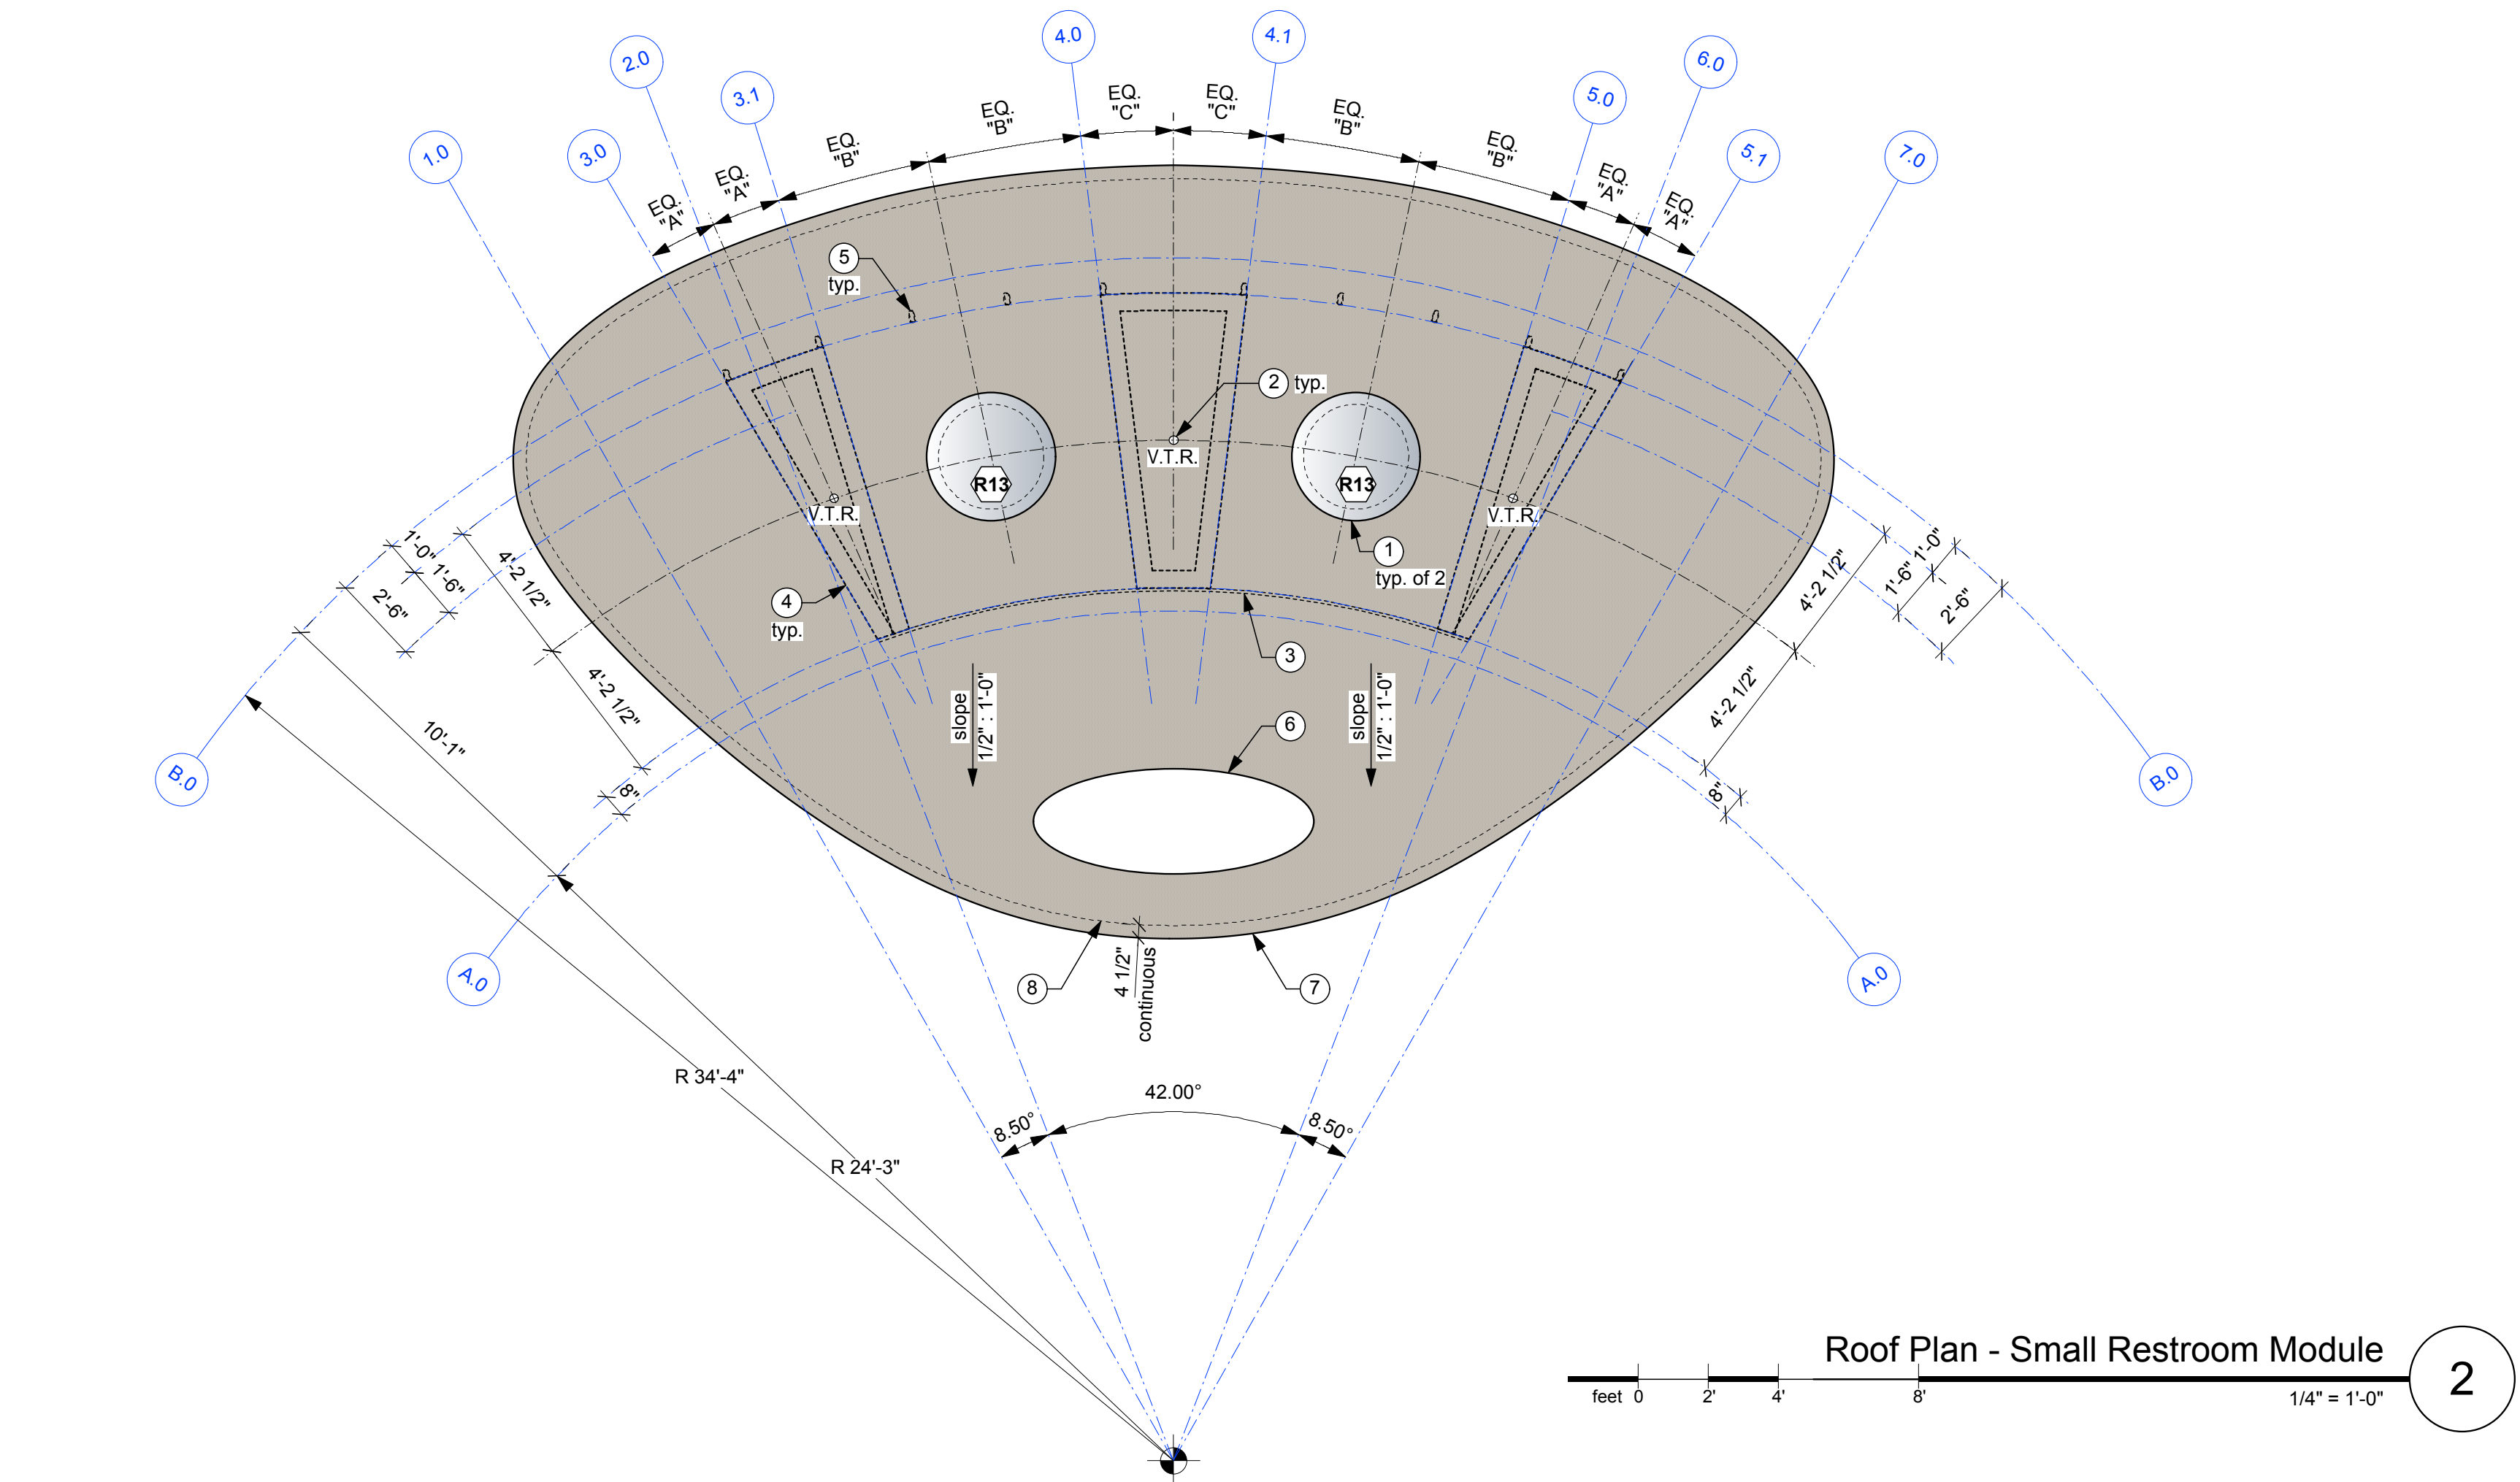 4.0
4.1
2.0
6.0
3.1
5.0
3.0
5.1
1.0
7.0
EQ.
"A"
EQ.
"A"
EQ.
"B"
EQ.
"B"
EQ.
"C"
EQ.
"C"
EQ.
"B"
EQ.
"B"
EQ.
"A"
EQ.
"A"
5
typ.
2 typ.
V.T.R.
R13
R13
V.T.R.
V.T.R.
1
typ. of 2
4
typ.
3
1'-0"
1'-6"
2'-6"
4'-2 1/2"
4'-2 1/2"
8"
10'-1"
4'-2 1/2"
1'-0"
1'-6"
2'-6"
4'-2 1/2"
8"
slope
1/2" : 1'-0"
slope
1/2" : 1'-0"
6
B.0
B.0
A.0
A.0
8
4 1/2"
continuous
7
R 34'-4"
R 24'-3"
8.50°
42.00°
8.50°
Roof Plan - Small Restroom Module
2
feet 0 2' 4' 8'
1/4" = 1'-0"